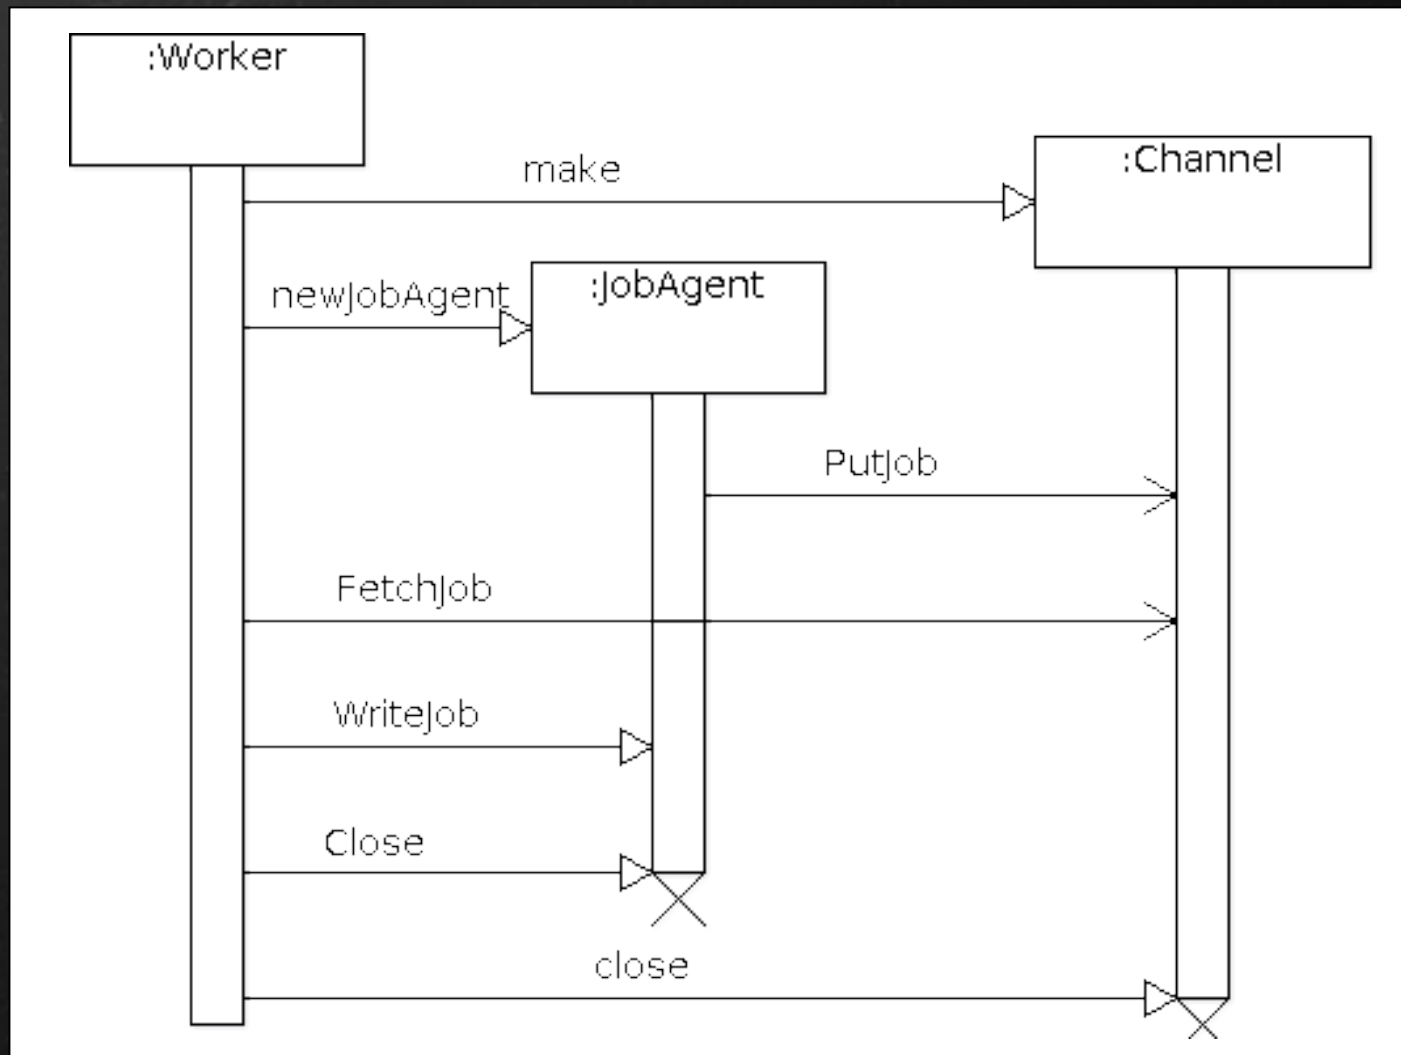 :Worker
:Channel
make
:JobAgent
newJobAgent
PutJob
FetchJob
WriteJob
Close
close